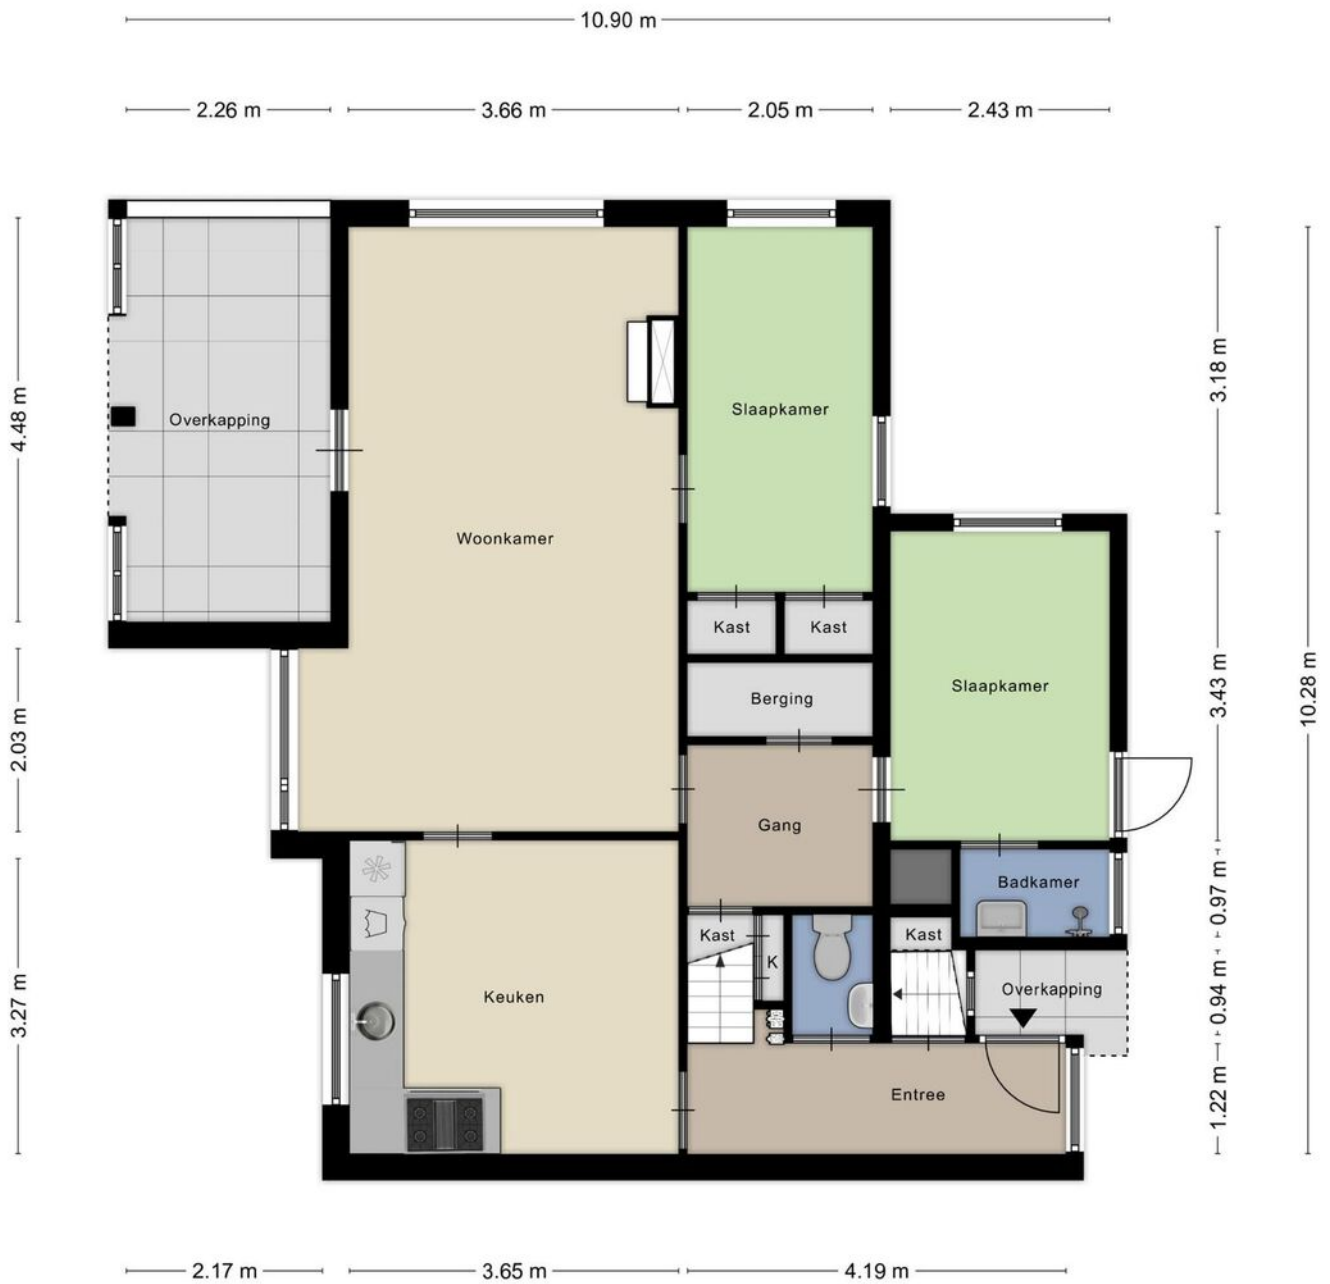 10.90 m
2.26 m
3.66 m
2.05 m
2.43 m
4.48 m
2.03 m
3.27 m
3.18 m
3.43 m
0.97 m
0.94 m
1.22 m
10.28 m
Overkapping
Woonkamer
Slaapkamer
Kast
Kast
Berging
Slaapkamer
Gang
Badkamer
Kast
K
Kast
Keuken
Overkapping
Entree
2.17 m
3.65 m
4.19 m